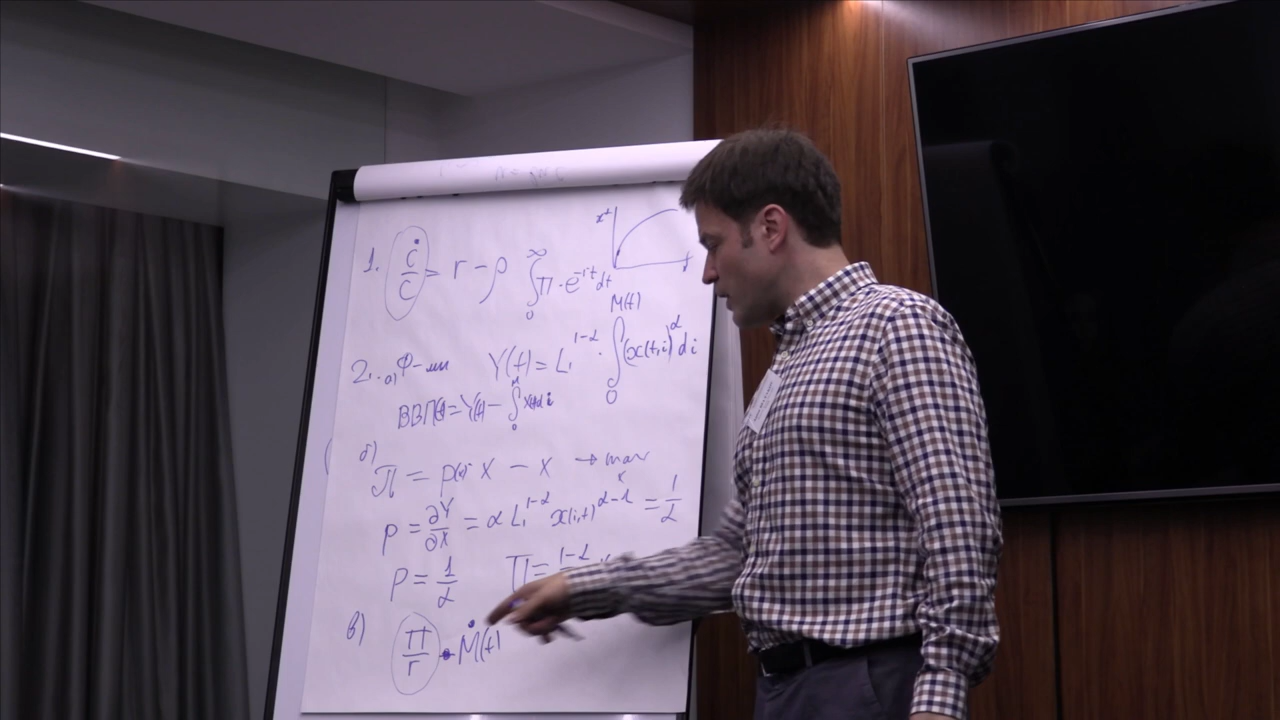 x* t
1. ċ/c = r − ρ ∫₀^∞ π · e^(−rt) dt
2. a) Ф-ии Y(t) = L₁^(1−α) · ∫₀^(M(t)) (x(t,i))^α di
ВВП(t) = Y(t) − ∫₀^M x(t,i) di
б)
π = p(x) x − x → max x
p = ∂Y/∂x = α L₁^(1−α) x(i,t)^(α−1) = 1/α
p = 1/α π = 1−α/
в) π/r · Ṁ(t)